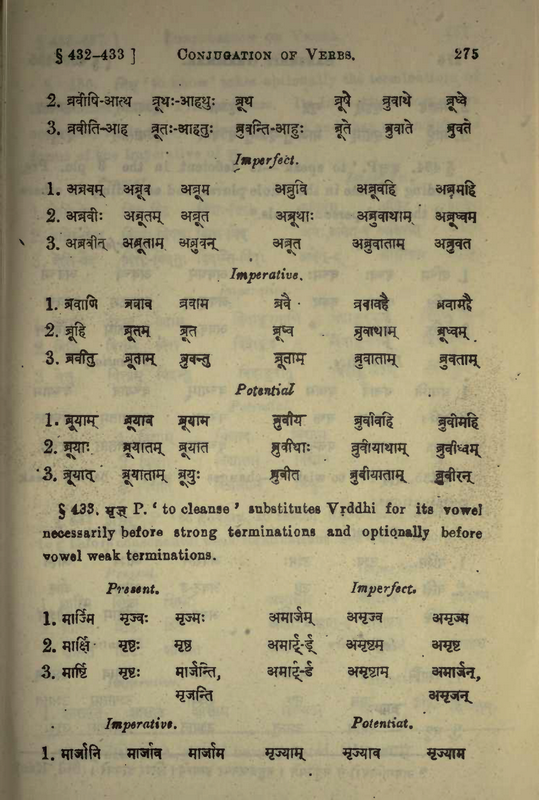 § 432-433 ] CONJUGATION OF VERBS. 275
2. ब्रवीषि-आत्थ ब्रूथः-आहथुः ब्रूथ ब्रूषे ब्रुवाथे ब्रूध्वे
3. ब्रवीति-आह ब्रूतः-आहतुः ब्रुवन्ति-आहुः ब्रूते ब्रुवाते ब्रुवते
Imperfect.
1. अब्रवम् अब्रूव अब्रूम अब्रुवि अब्रूवहि अब्रूमहि
2. अब्रवीः अब्रूतम् अब्रूत अब्रूथाः अब्रुवाथाम् अब्रूध्वम्
3. अब्रवीत् अब्रूताम् अब्रुवन् अब्रूत अब्रुवाताम् अब्रुवत
Imperative.
1. ब्रवाणि ब्रवाव ब्रवाम ब्रवै ब्रवावहै ब्रवामहै
2. ब्रूहि ब्रूतम् ब्रूत ब्रूष्व ब्रुवाथाम् ब्रूध्वम्
3. ब्रवीतु ब्रूताम् ब्रुवन्तु ब्रूताम् ब्रुवाताम् ब्रुवताम्
Potential
1. ब्रूयाम् ब्रूयाव ब्रूयाम ब्रुवीय ब्रुवीवहि ब्रुवीमहि
2. ब्रूयाः ब्रूयातम् ब्रूयात ब्रुवीथाः ब्रुवीयाथाम् ब्रुवीध्वम्
3. ब्रूयात् ब्रूयाताम् ब्रूयुः ब्रुवीत ब्रुवीयाताम् ब्रुवीरन्
§ 433. मृज् P. ‘ to cleanse ’ substitutes Vṛddhi for its vowel
necessarily before strong terminations and optionally before
vowel weak terminations.
Present. Imperfect.
1. मार्ज्मि मृज्वः मृज्मः अमार्जम् अमृज्व अमृज्म
2. मार्क्षि मृष्ठः मृष्ठ अमार्ट्-र्ड् अमृष्टम् अमृष्ट
3. मार्ष्टि मृष्टः मार्जन्ति, अमार्ट्-र्ड अमृष्टाम् अमार्जन्,
मृजन्ति अमृजन्
Imperative. Potentiat.
1. मार्जानि मार्जाव मार्जाम मृज्याम् मृज्याव मृज्याम